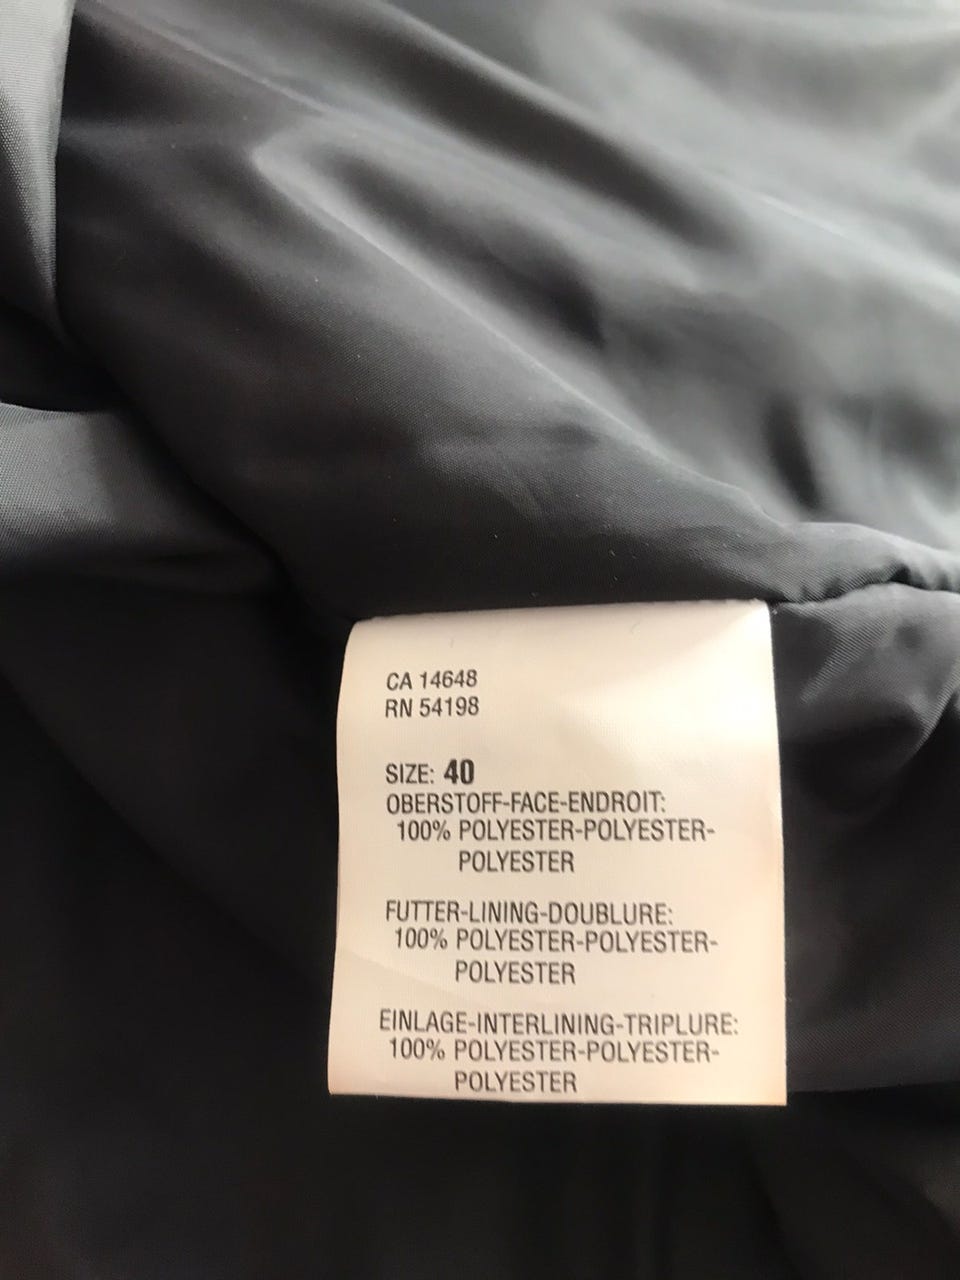 CA 14648
RN 54198
SIZE: 40
OBERSTOFF-FACE-ENDROIT:
100% POLYESTER-POLYESTER-
POLYESTER
FUTTER-LINING-DOUBLURE:
100% POLYESTER-POLYESTER-
POLYESTER
EINLAGE-INTERLINING-TRIPLURE:
100% POLYESTER-POLYESTER-
POLYESTER